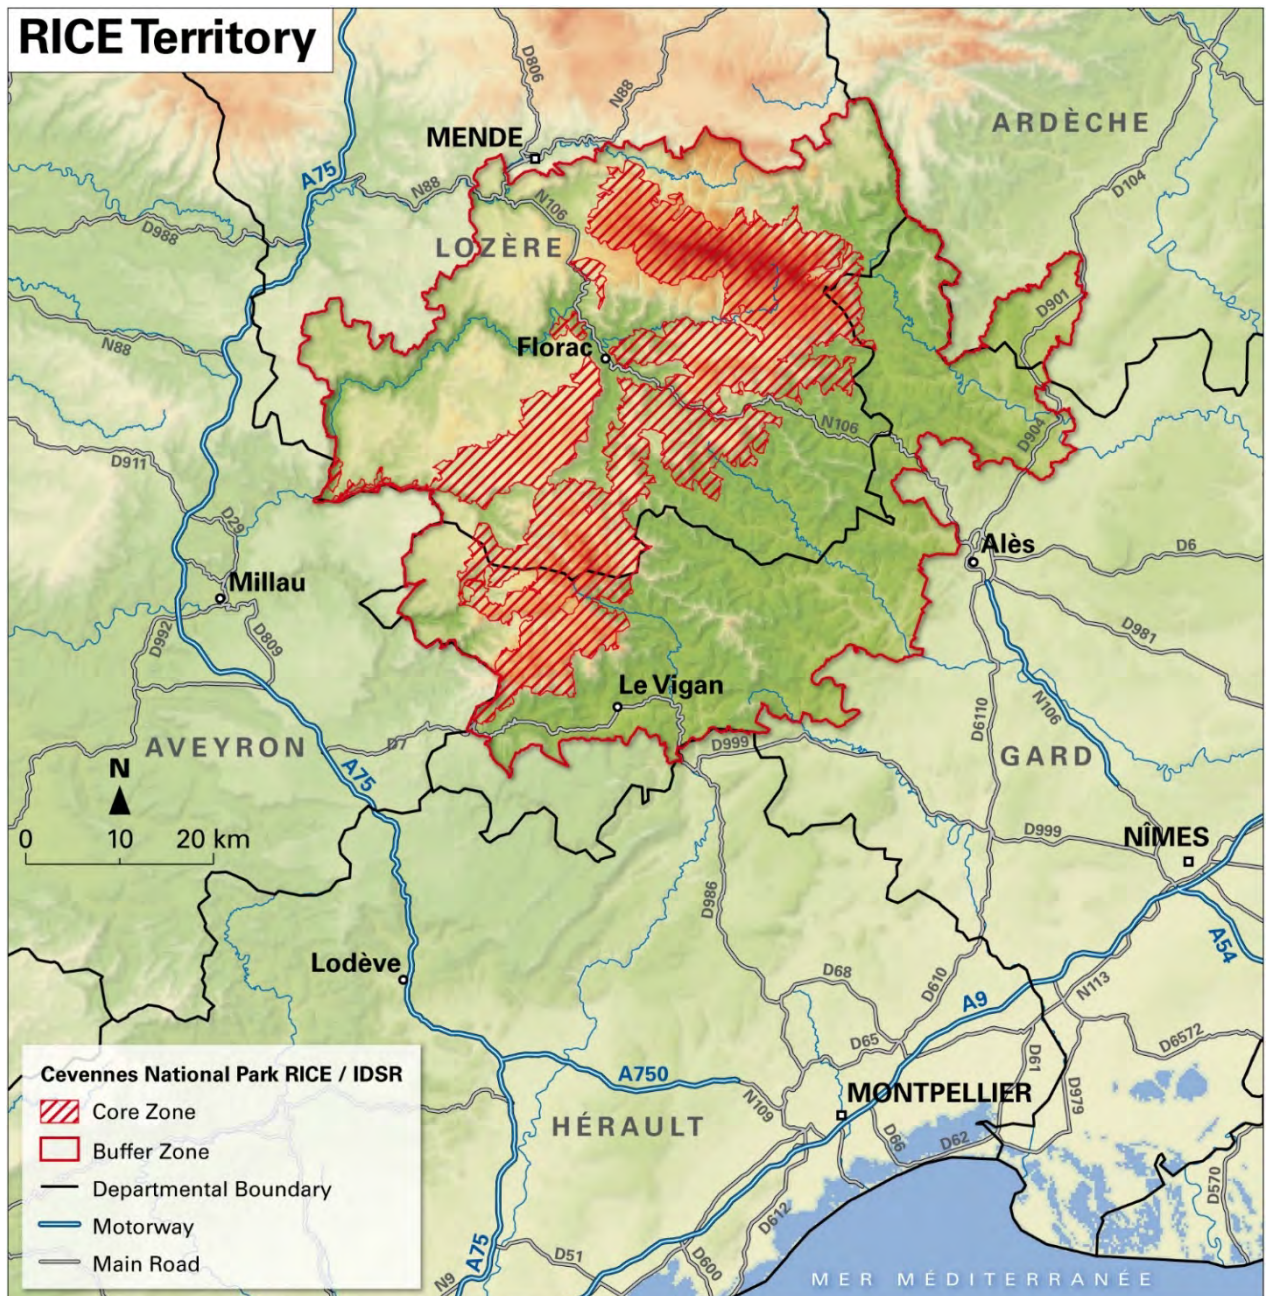 RICE Territory
ARDÈCHE
D806
N88
MENDE
A75
N88
N106
D104
D988
LOZÈRE
D901
N88
Florac
N106
D904
D911
D29
Alès
D6
Millau
D992
D809
D981
Le Vigan
N106
D6110
AVEYRON
D7
D999
GARD
N
A75
0 10 20 km
D999
NÎMES
D986
A54
Lodève
D68
D610
A9
N113
D65
D61
D6572
Cevennes National Park RICE / IDSR
Core Zone
Buffer Zone
Departmental Boundary
Motorway
Main Road
A750
N109
MONTPELLIER
D979
HÉRAULT
D66
D62
D570
D612
A75
D51
D600
N9
MER MÉDITERRANÉE